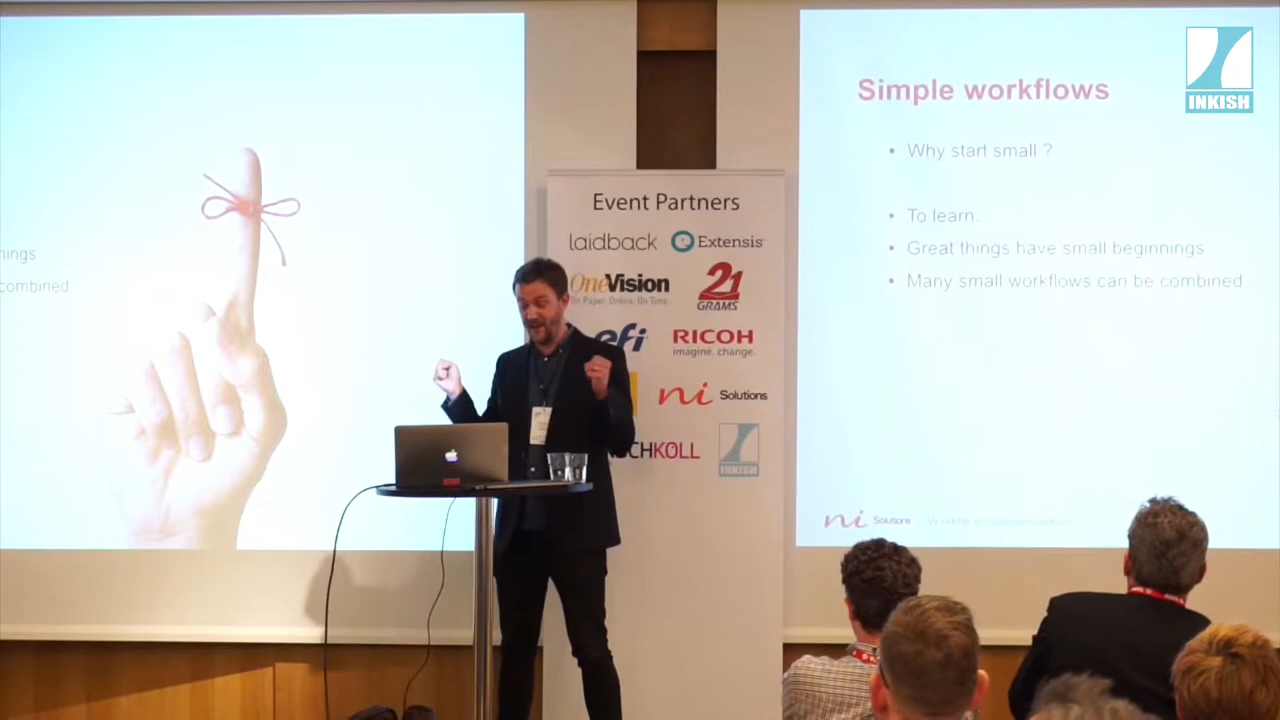 nings
combined
Event Partners
laidback
Extensis
OneVision
On Paper. Online. On Time.
21
GRAMS
efi
RICOH
imagine. change.
ni Solutions
CHKOLL
INKISH
Simple workflows
• Why start small ?
• To learn.
• Great things have small beginnings
• Many small workflows can be combined
ni Solutions
INKISH